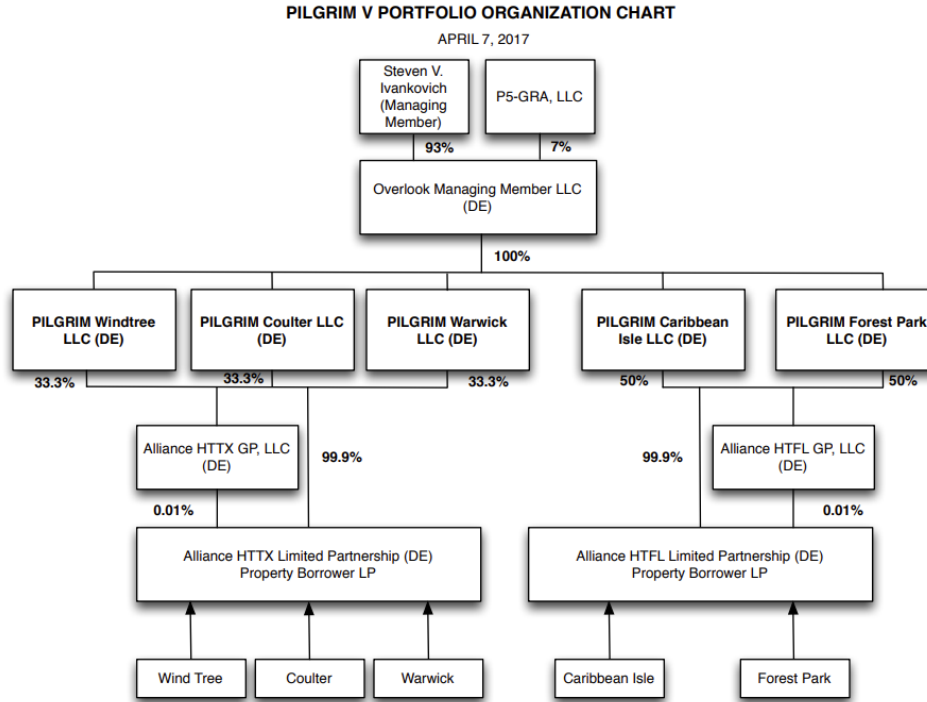 PILGRIM V PORTFOLIO ORGANIZATION CHART
APRIL 7, 2017
Steven V.
Ivankovich
(Managing
Member)
P5-GRA, LLC
93%
7%
Overlook Managing Member LLC
(DE)
100%
PILGRIM Windtree
LLC (DE)
PILGRIM Coulter LLC
(DE)
PILGRIM Warwick
LLC (DE)
PILGRIM Caribbean
Isle LLC (DE)
PILGRIM Forest Park
LLC (DE)
33.3%
33.3%
33.3%
50%
50%
Alliance HTTX GP, LLC
(DE)
99.9%
99.9%
Alliance HTFL GP, LLC
(DE)
0.01%
0.01%
Alliance HTTX Limited Partnership (DE)
Property Borrower LP
Alliance HTFL Limited Partnership (DE)
Property Borrower LP
Wind Tree
Coulter
Warwick
Caribbean Isle
Forest Park